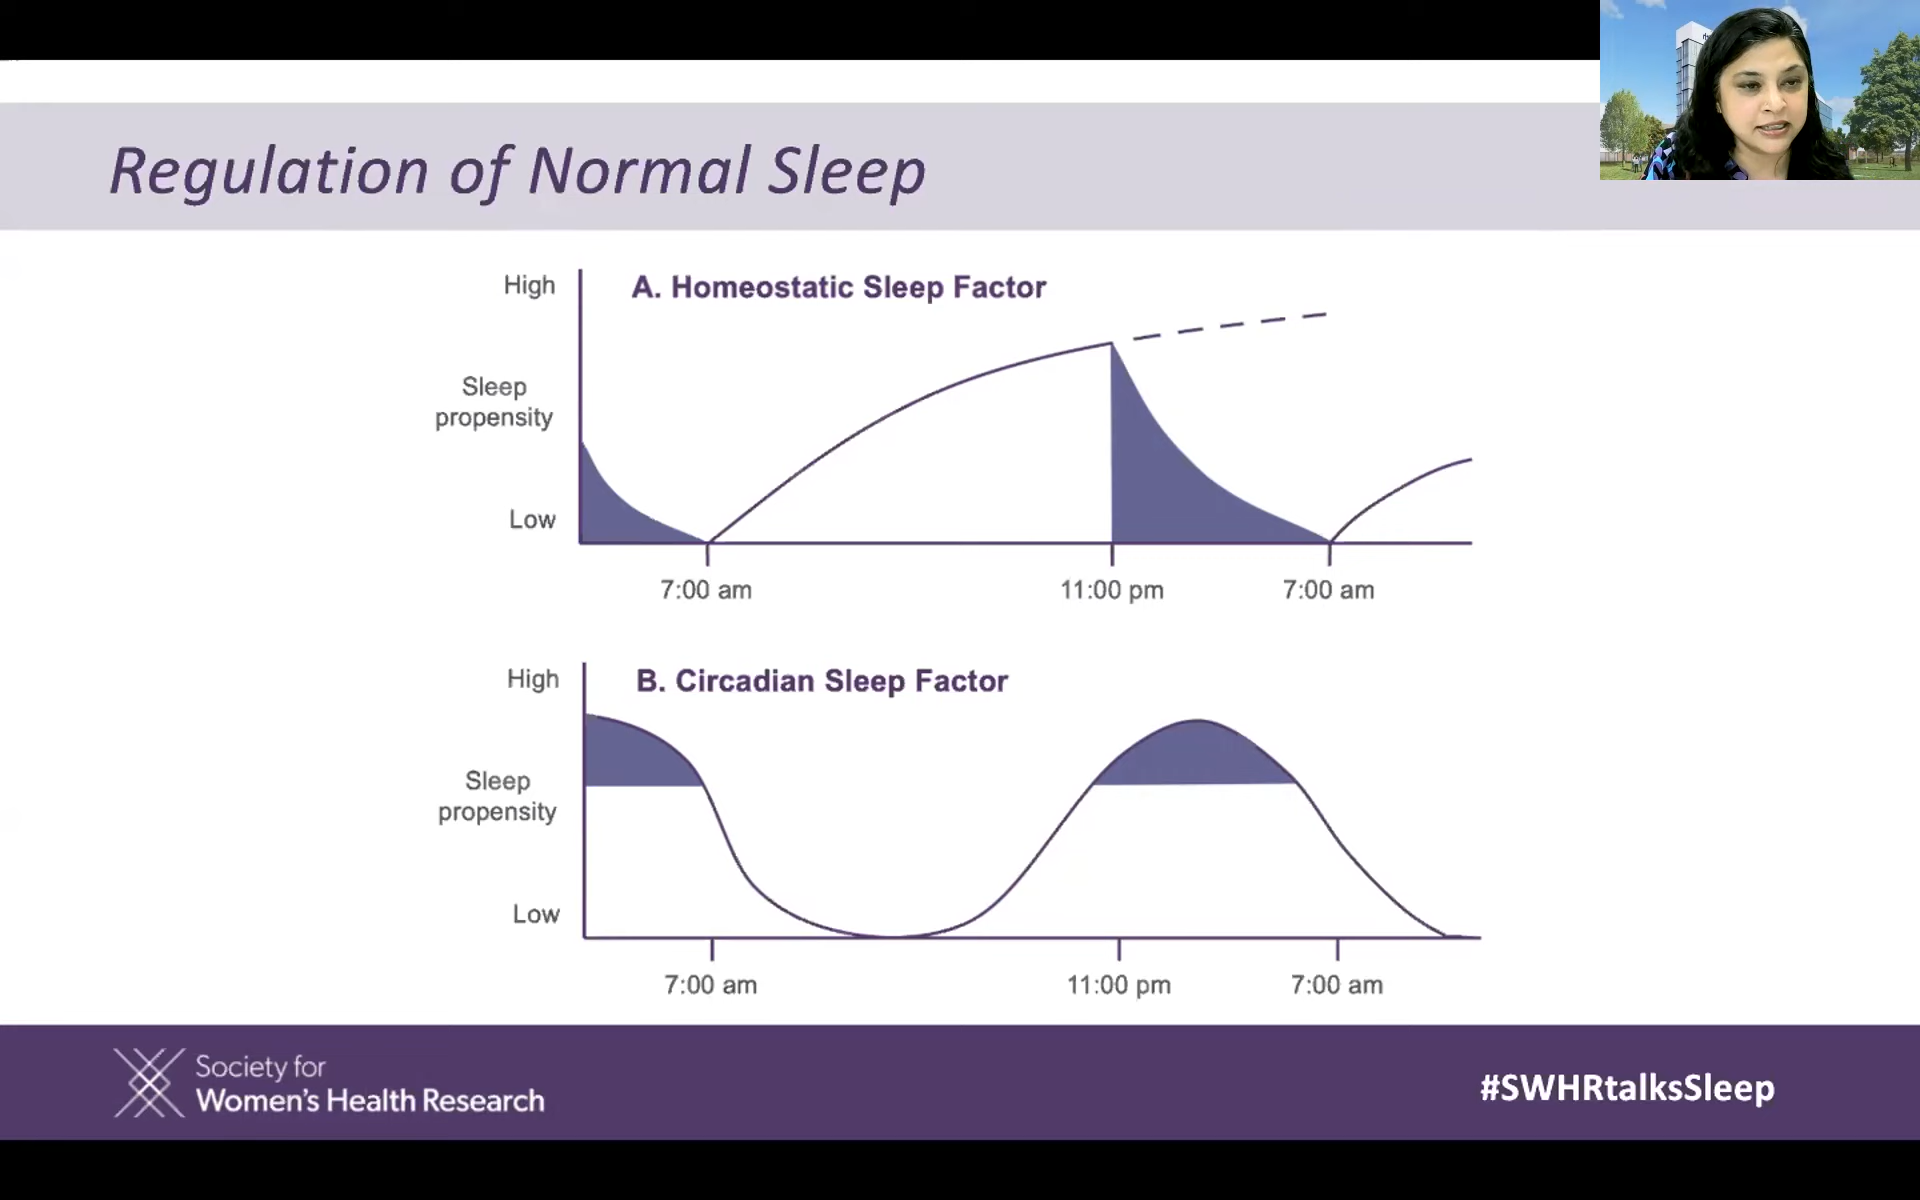 Regulation of Normal Sleep
A. Homeostatic Sleep Factor
High
Sleep
propensity
Low
7:00 am
11:00 pm
7:00 am
B. Circadian Sleep Factor
High
Sleep
propensity
Low
7:00 am
11:00 pm
7:00 am
Society for
Women's Health Research
#SWHRtalksSleep